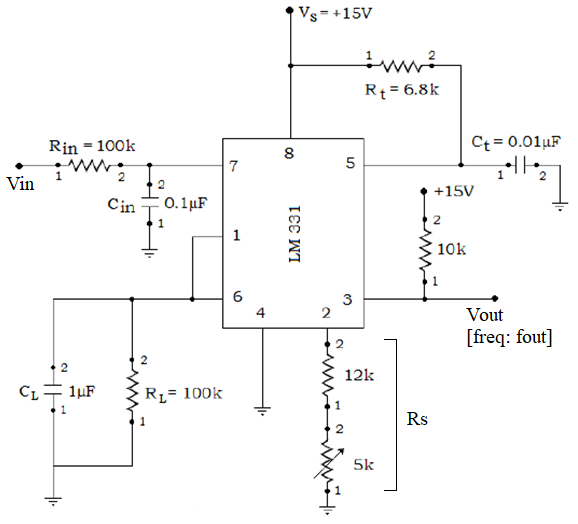 Vs = +15V
1 2
Rt = 6.8k
Rin = 100k
1 2
Vin
2
Cin 0.1µF
1
7 8 5
Ct = 0.01µF
1 2
+15V
2
10k
1
1
LM 331
6 4 2 3
Vout
[freq: fout]
2
CL 1µF
1
2
RL = 100k
1
2
12k
1
2
5k
1
Rs